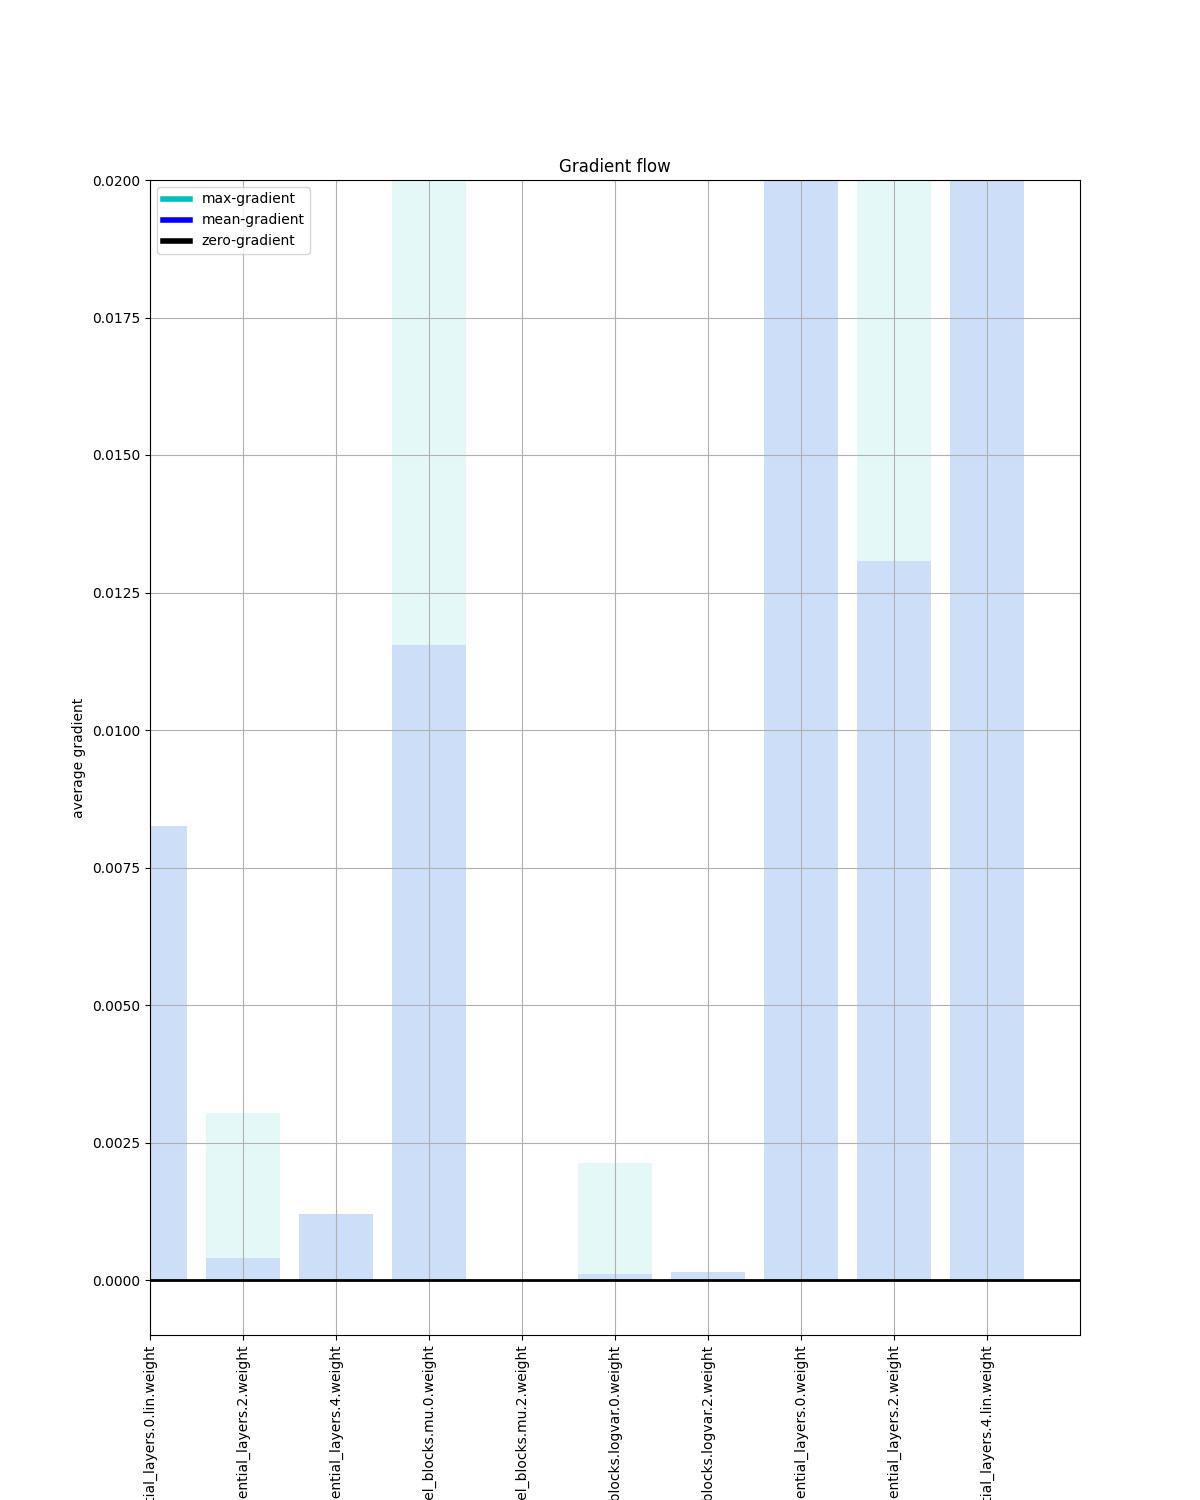 Gradient flow
max-gradient
mean-gradient
zero-gradient
0.0200
0.0175
0.0150
0.0125
0.0100
0.0075
0.0050
0.0025
0.0000
average gradient
tial_layers.0.lin.weight
ential_layers.2.weight
ential_layers.4.weight
el_blocks.mu.0.weight
el_blocks.mu.2.weight
blocks.logvar.0.weight
blocks.logvar.2.weight
ential_layers.0.weight
ential_layers.2.weight
tial_layers.4.lin.weight